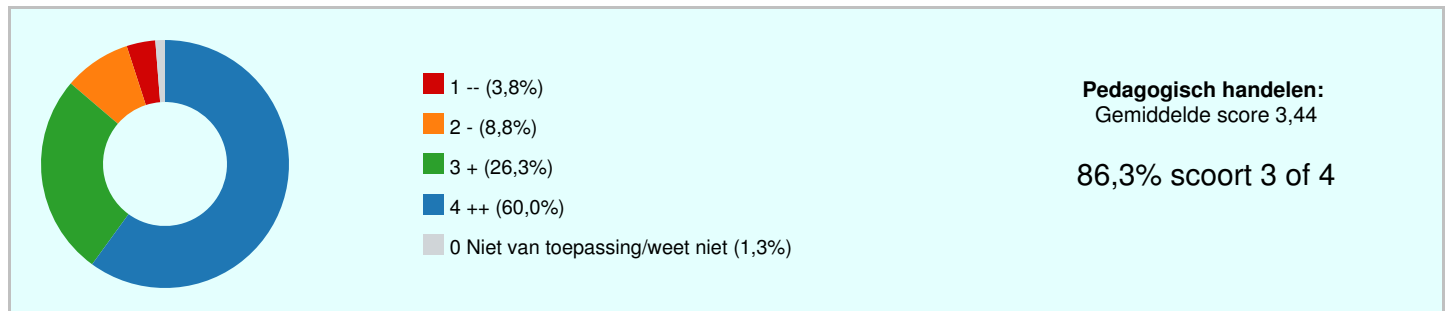 1 -- (3,8%)
2 - (8,8%)
3 + (26,3%)
4 ++ (60,0%)
0 Niet van toepassing/weet niet (1,3%)
Pedagogisch handelen:
Gemiddelde score 3,44
86,3% scoort 3 of 4